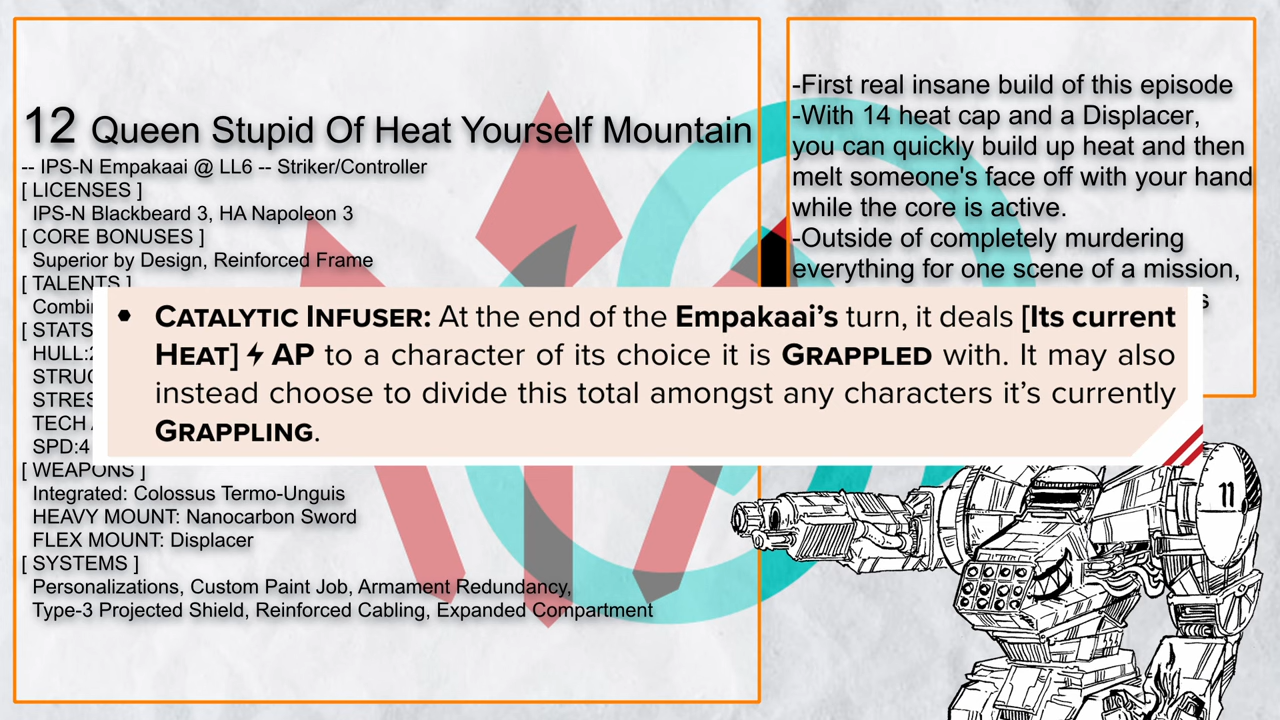 12 Queen Stupid Of Heat Yourself Mountain
-- IPS-N Empakaai @ LL6 -- Striker/Controller
[ LICENSES ]
IPS-N Blackbeard 3, HA Napoleon 3
[ CORE BONUSES ]
Superior by Design, Reinforced Frame
[ TALENTS ]
[ STATS
HULL:2
SPD:4
[ WEAPONS ]
Integrated: Colossus Termo-Unguis
HEAVY MOUNT: Nanocarbon Sword
FLEX MOUNT: Displacer
[ SYSTEMS ]
Personalizations, Custom Paint Job, Armament Redundancy,
Type-3 Projected Shield, Reinforced Cabling, Expanded Compartment
-First real insane build of this episode
-With 14 heat cap and a Displacer,
you can quickly build up heat and then
melt someone's face off with your hand
while the core is active.
-Outside of completely murdering
everything for one scene of a mission,
• CATALYTIC INFUSER: At the end of the Empakaai’s turn, it deals [Its current
HEAT] AP to a character of its choice it is GRAPPLED with. It may also
instead choose to divide this total amongst any characters it’s currently
GRAPPLING.
11